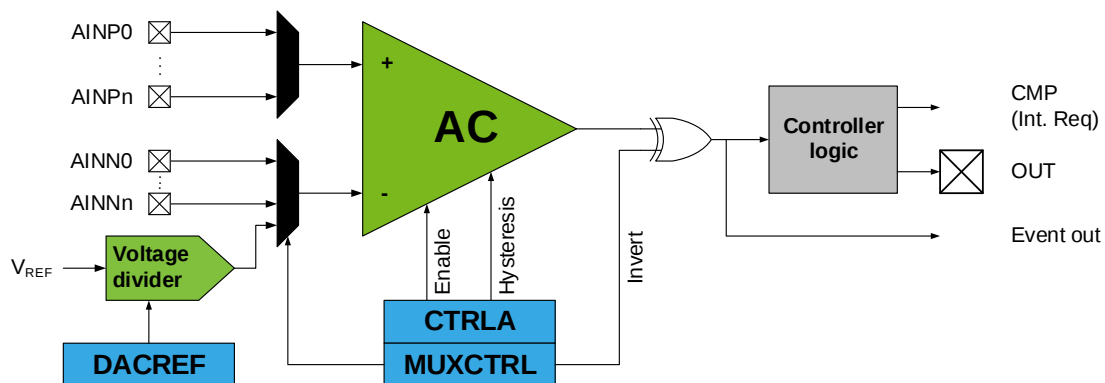 AINP0
AINPn
AINN0
AINNn
V_REF
Voltage
divider
DACREF
+
-
AC
Enable
Hysteresis
Invert
CTRLA
MUXCTRL
Controller
logic
CMP
(Int. Req)
OUT
Event out